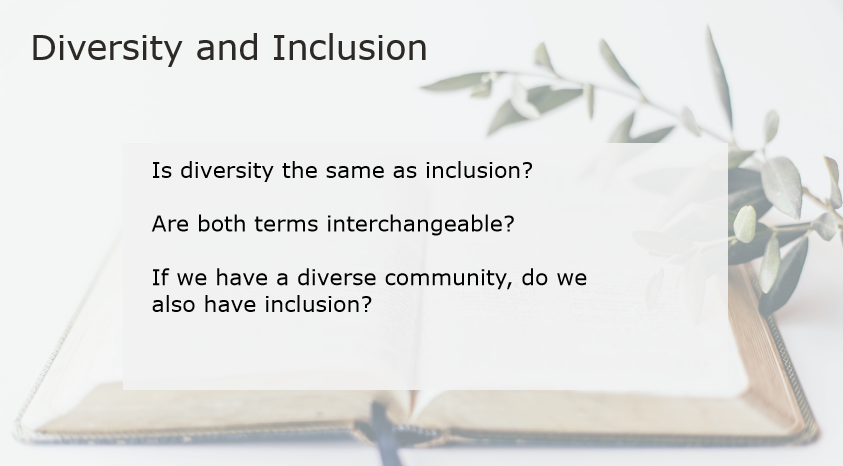 Diversity and Inclusion
Is diversity the same as inclusion?
Are both terms interchangeable?
If we have a diverse community, do we
also have inclusion?